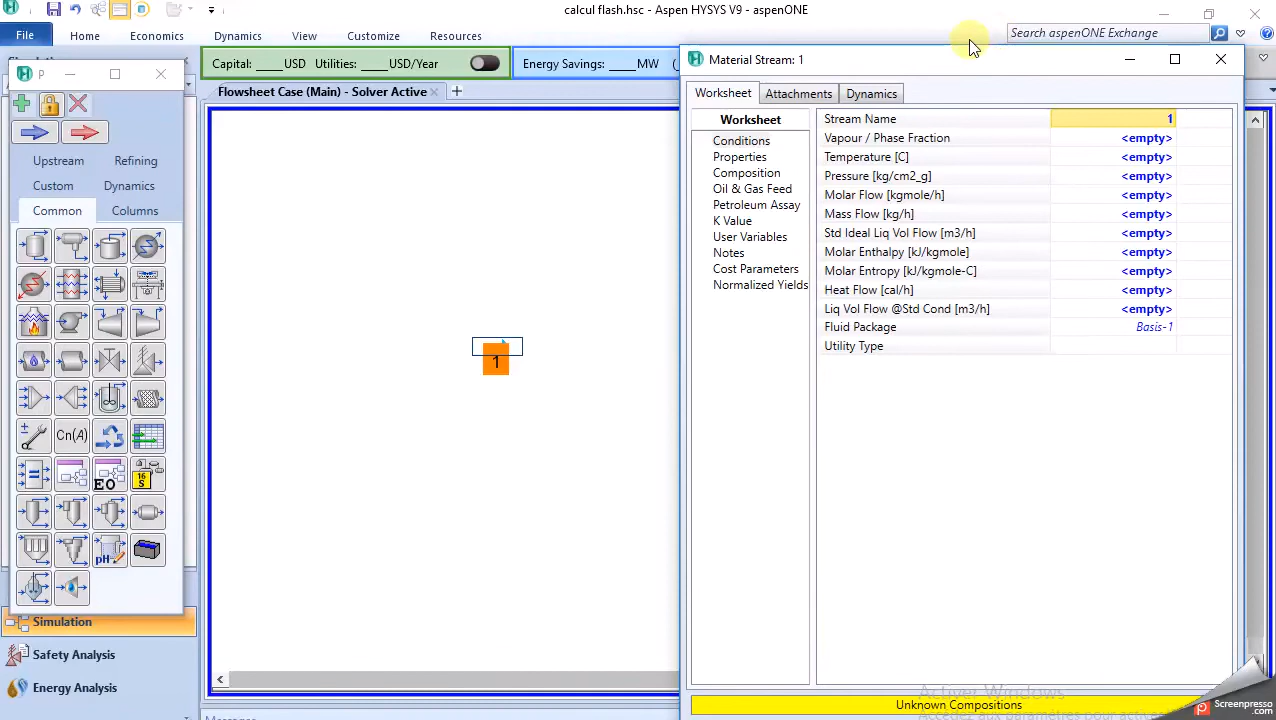 calcul flash.hsc - Aspen HYSYS V9 - aspenONE
File Home Economics Dynamics View Customize Resources
Search aspenONE Exchange
Capital: ____USD Utilities: ____USD/Year
Energy Savings: ____MW
P
Flowsheet Case (Main) - Solver Active
Upstream Refining
Custom Dynamics
Common Columns
Cn(A)
EO
16
S
pH
Simulation
Safety Analysis
Energy Analysis
1
Material Stream: 1
Worksheet Attachments Dynamics
Worksheet
Conditions
Properties
Composition
Oil & Gas Feed
Petroleum Assay
K Value
User Variables
Notes
Cost Parameters
Normalized Yields
Stream Name 1
Vapour / Phase Fraction <empty>
Temperature [C] <empty>
Pressure [kg/cm2_g] <empty>
Molar Flow [kgmole/h] <empty>
Mass Flow [kg/h] <empty>
Std Ideal Liq Vol Flow [m3/h] <empty>
Molar Enthalpy [kJ/kgmole] <empty>
Molar Entropy [kJ/kgmole-C] <empty>
Heat Flow [cal/h] <empty>
Liq Vol Flow @Std Cond [m3/h] <empty>
Fluid Package Basis-1
Utility Type
Unknown Compositions
Activer Windows
Screenpresso
.com